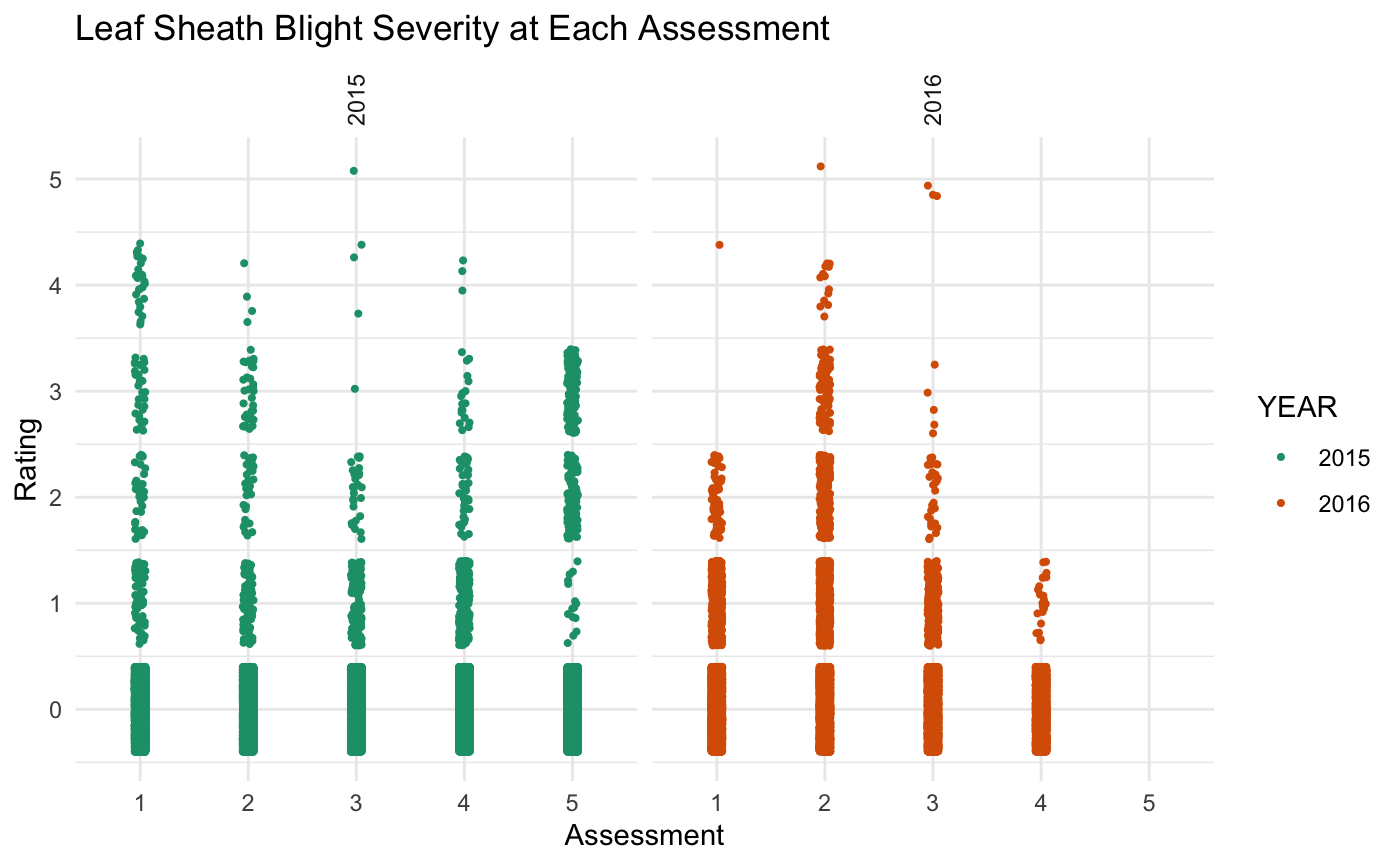 Leaf Sheath Blight Severity at Each Assessment
2015
2016
5
4
3
2
1
0
Rating
1 2 3 4 5
1 2 3 4 5
Assessment
YEAR
2015
2016